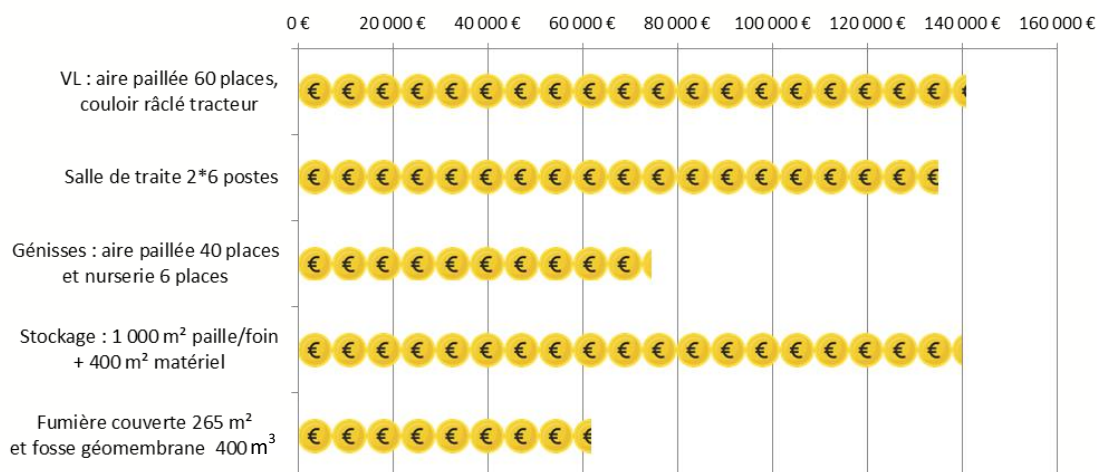 0 € 20 000 € 40 000 € 60 000 € 80 000 € 100 000 € 120 000 € 140 000 € 160 000 €
VL : aire paillée 60 places,
couloir râclé tracteur
Salle de traite 2*6 postes
Génisses : aire paillée 40 places
et nurserie 6 places
Stockage : 1 000 m² paille/foin
+ 400 m² matériel
Fumière couverte 265 m²
et fosse géomembrane 400 m³